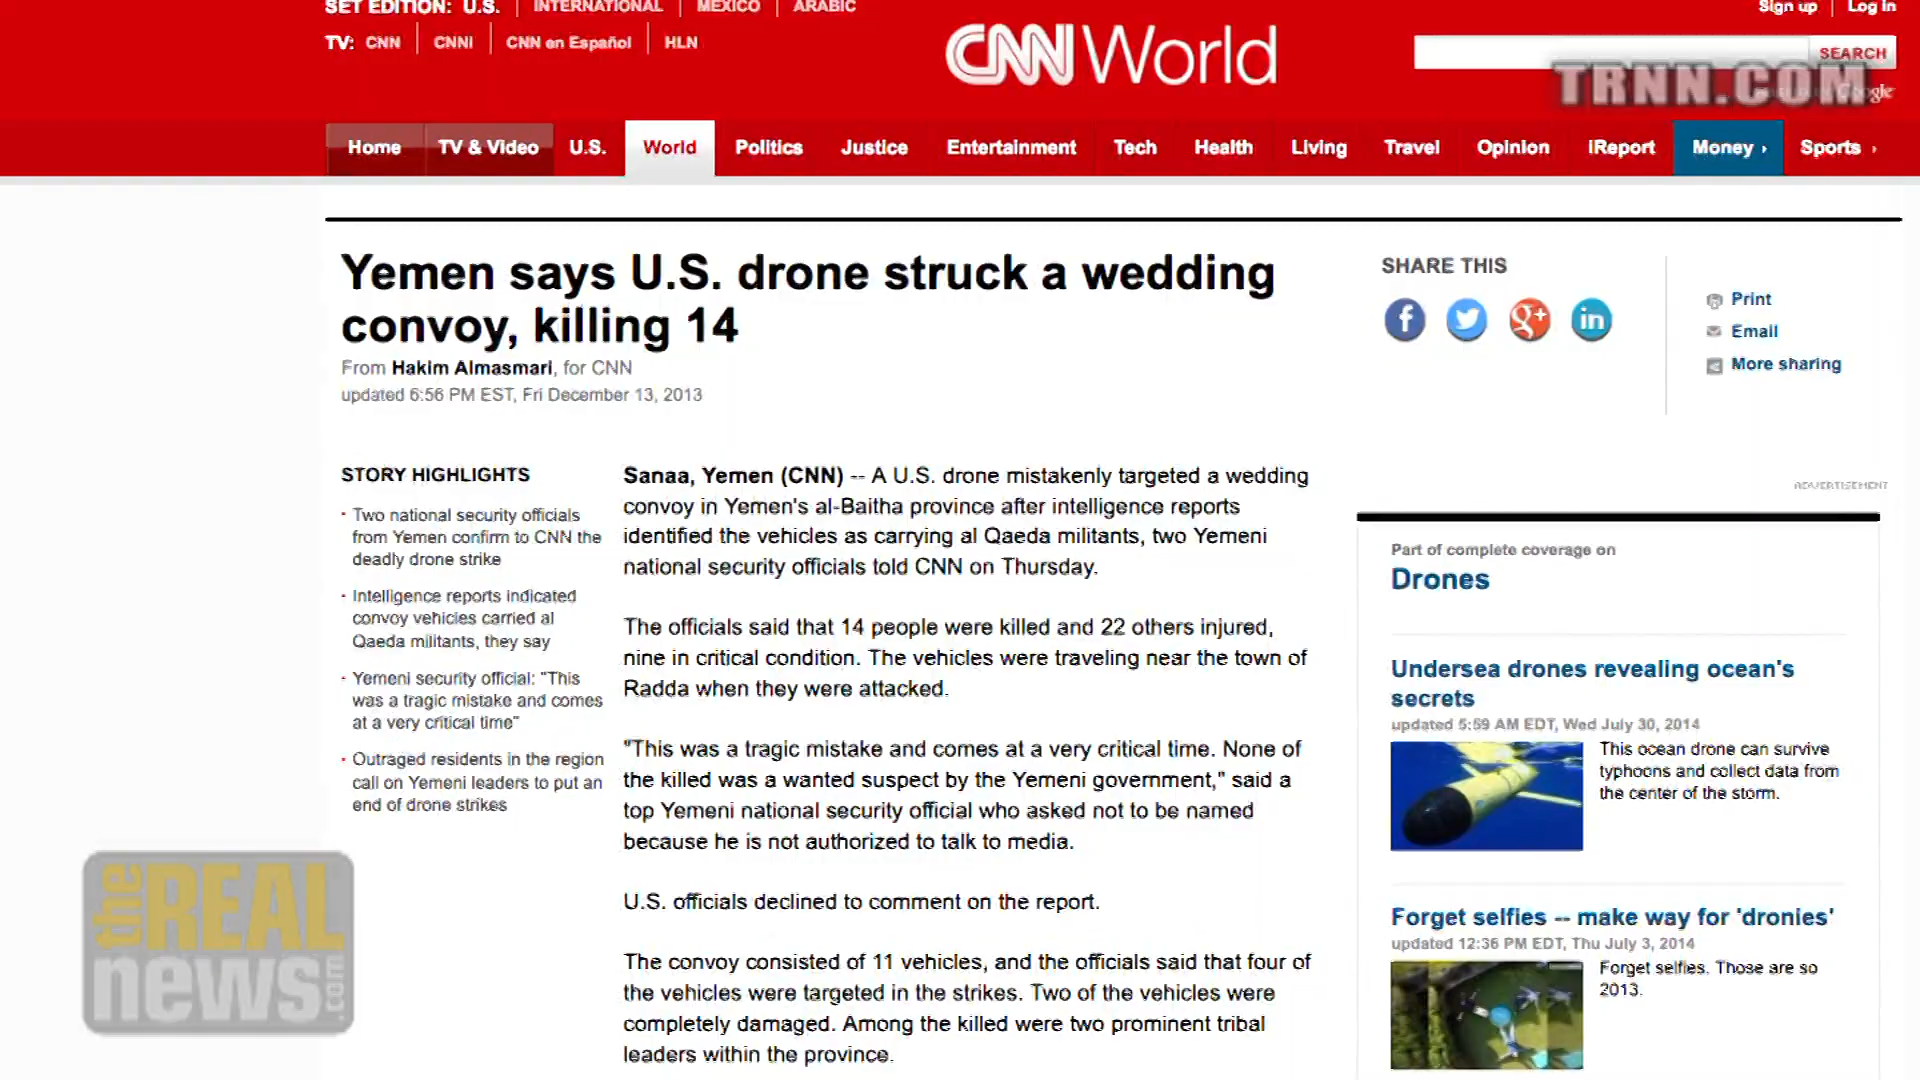 SET EDITION: U.S. INTERNATIONAL MÉXICO ARABIC
Sign up Log in
TV: CNN CNNI CNN en Español HLN
CNN World
SEARCH
TRNN.COM
Google
Home TV & Video U.S. World Politics Justice Entertainment Tech Health Living Travel Opinion iReport Money › Sports ›
Yemen says U.S. drone struck a wedding
convoy, killing 14
From Hakim Almasmari, for CNN
updated 6:56 PM EST, Fri December 13, 2013
SHARE THIS
f g+ in
Print
Email
More sharing
STORY HIGHLIGHTS
Two national security officials
from Yemen confirm to CNN the
deadly drone strike
Intelligence reports indicated
convoy vehicles carried al
Qaeda militants, they say
Yemeni security official: "This
was a tragic mistake and comes
at a very critical time"
Outraged residents in the region
call on Yemeni leaders to put an
end of drone strikes
Sanaa, Yemen (CNN) -- A U.S. drone mistakenly targeted a wedding
convoy in Yemen's al-Baitha province after intelligence reports
identified the vehicles as carrying al Qaeda militants, two Yemeni
national security officials told CNN on Thursday.
The officials said that 14 people were killed and 22 others injured,
nine in critical condition. The vehicles were traveling near the town of
Radda when they were attacked.
"This was a tragic mistake and comes at a very critical time. None of
the killed was a wanted suspect by the Yemeni government," said a
top Yemeni national security official who asked not to be named
because he is not authorized to talk to media.
U.S. officials declined to comment on the report.
The convoy consisted of 11 vehicles, and the officials said that four of
the vehicles were targeted in the strikes. Two of the vehicles were
completely damaged. Among the killed were two prominent tribal
leaders within the province.
ADVERTISEMENT
Part of complete coverage on
Drones
Undersea drones revealing ocean's
secrets
updated 5:59 AM EDT, Wed July 30, 2014
This ocean drone can survive
typhoons and collect data from
the center of the storm.
Forget selfies -- make way for 'dronies'
updated 12:36 PM EDT, Thu July 3, 2014
Forget selfies. Those are so
2013.
the REAL
news.com